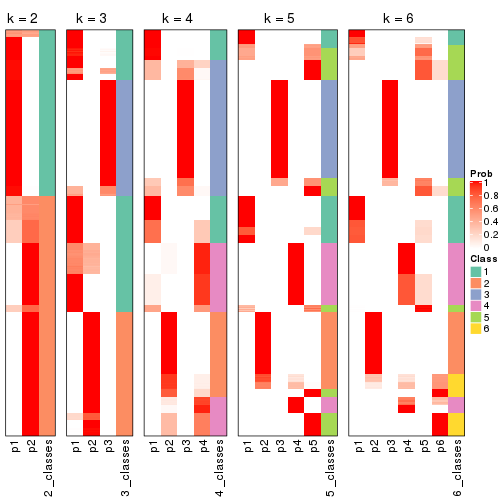 k = 2
k = 3
k = 4
k = 5
k = 6
p1
p2
2_classes
p1
p2
p3
3_classes
p1
p2
p3
p4
4_classes
p1
p2
p3
p4
p5
5_classes
p1
p2
p3
p4
p5
p6
6_classes
Prob
1
0.8
0.6
0.4
0.2
0
Class
1
2
3
4
5
6